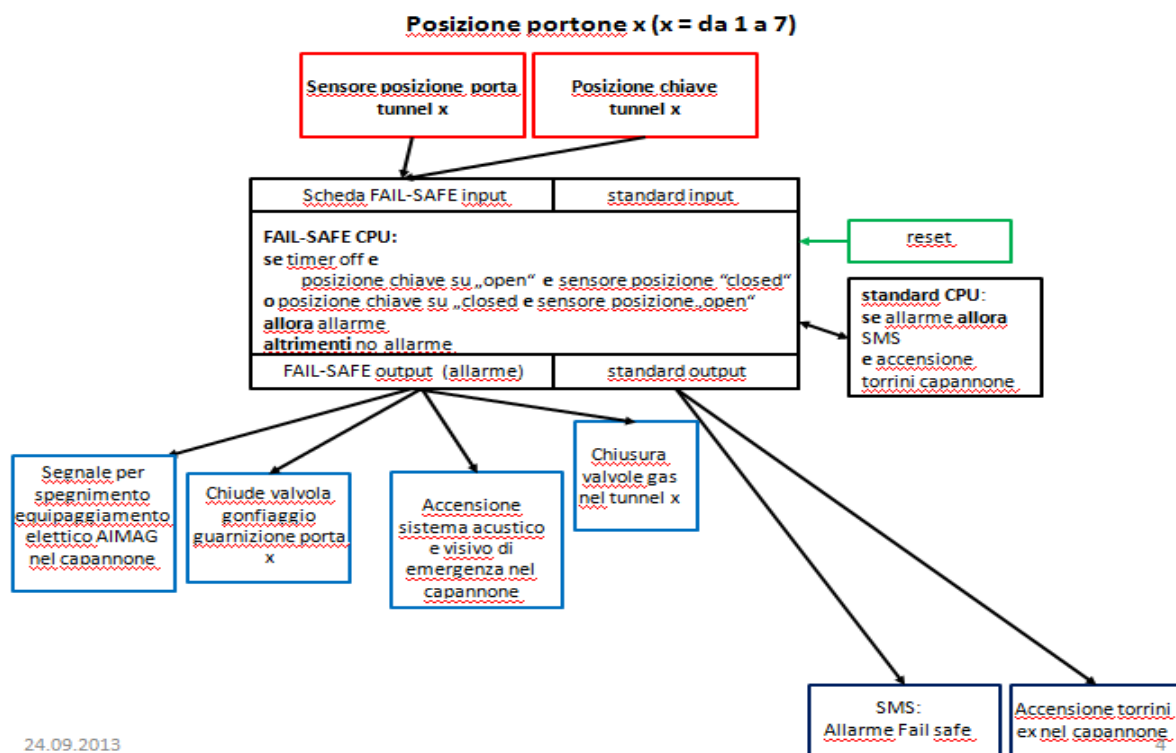 Posizione portone x (x = da 1 a 7)
Sensore posizione porta
tunnel x
Posizione chiave
tunnel x
Scheda FAIL-SAFE input
standard input
FAIL-SAFE CPU:
se timer off e
posizione chiave su „open“ e sensore posizione “closed“
o posizione chiave su „closed e sensore posizione „open“
allora allarme
altrimenti no allarme
FAIL-SAFE output (allarme)
standard output
reset
standard CPU:
se allarme allora
SMS
e accensione
torrini capannone
Segnale per
spegnimento
equipaggiamento
elettico AIMAG
nel capannone
Chiude valvola
gonfiaggio
guarnizione porta
x
Accensione
sistema acustico
e visivo di
emergenza nel
capannone
Chiusura
valvole gas
nel tunnel x
SMS:
Allarme Fail safe
Accensione torrini
ex nel capannone
24.09.2013
4